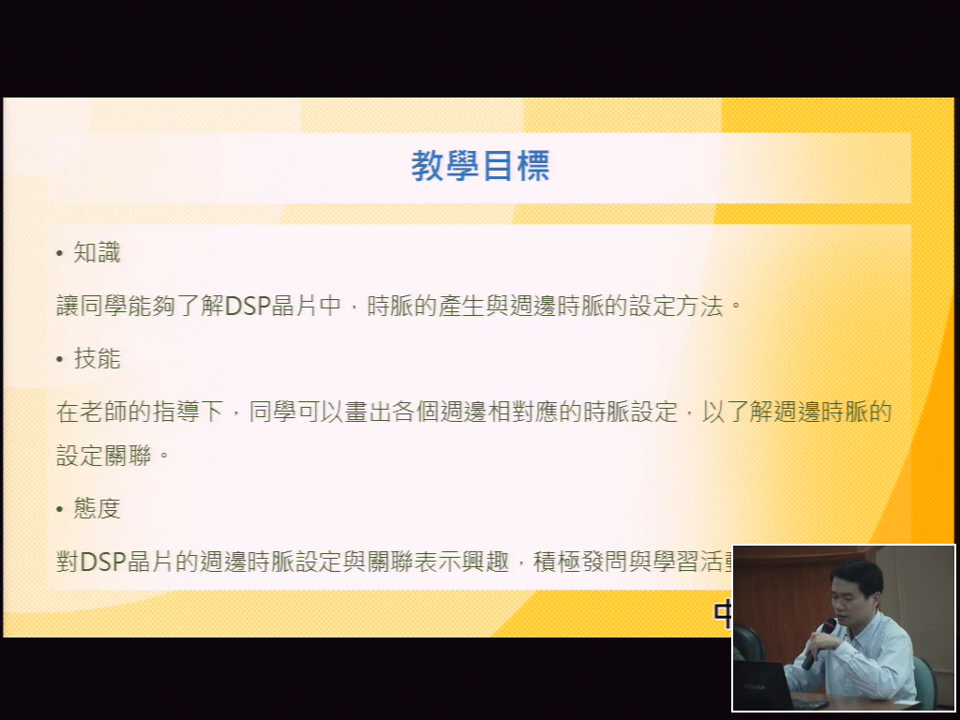 教學目標
• 知識
讓同學能夠了解DSP晶片中，時脈的產生與週邊時脈的設定方法。
• 技能
在老師的指導下，同學可以畫出各個週邊相對應的時脈設定，以了解週邊時脈的
設定關聯。
• 態度
對DSP晶片的週邊時脈設定與關聯表示興趣，積極發問與學習活